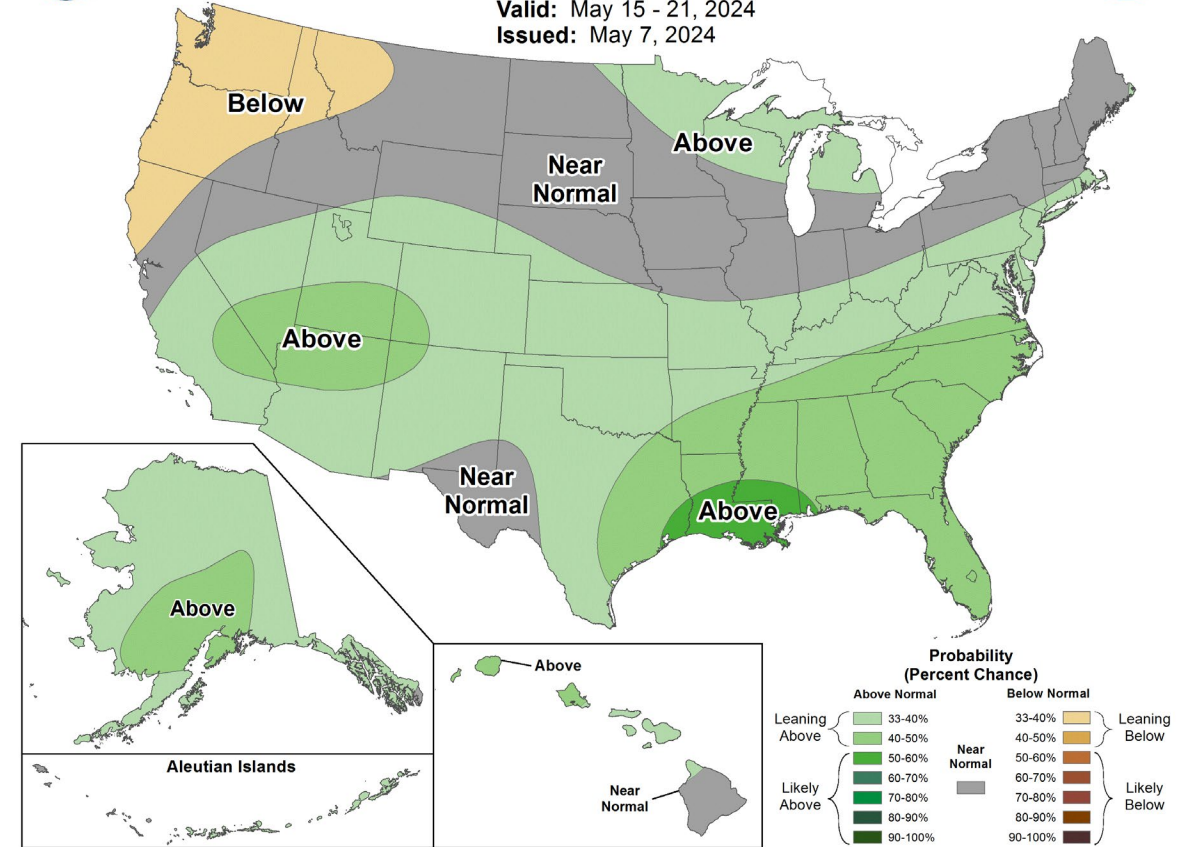 Valid: May 15 - 21, 2024
Issued: May 7, 2024
Below
Near
Normal
Above
Above
Near
Normal
Above
Above
Aleutian Islands
Above
Near
Normal
Probability
(Percent Chance)
Above Normal
Below Normal
Leaning
Above
33-40%
40-50%
Likely
Above
50-60%
60-70%
70-80%
80-90%
90-100%
Near
Normal
33-40%
40-50%
Leaning
Below
50-60%
60-70%
70-80%
80-90%
90-100%
Likely
Below